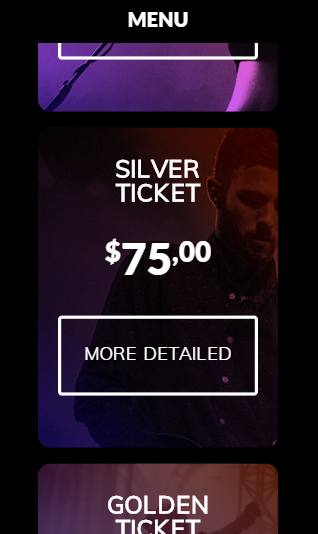 MENU
SILVER
TICKET
$75,00
MORE DETAILED
GOLDEN
TICKET